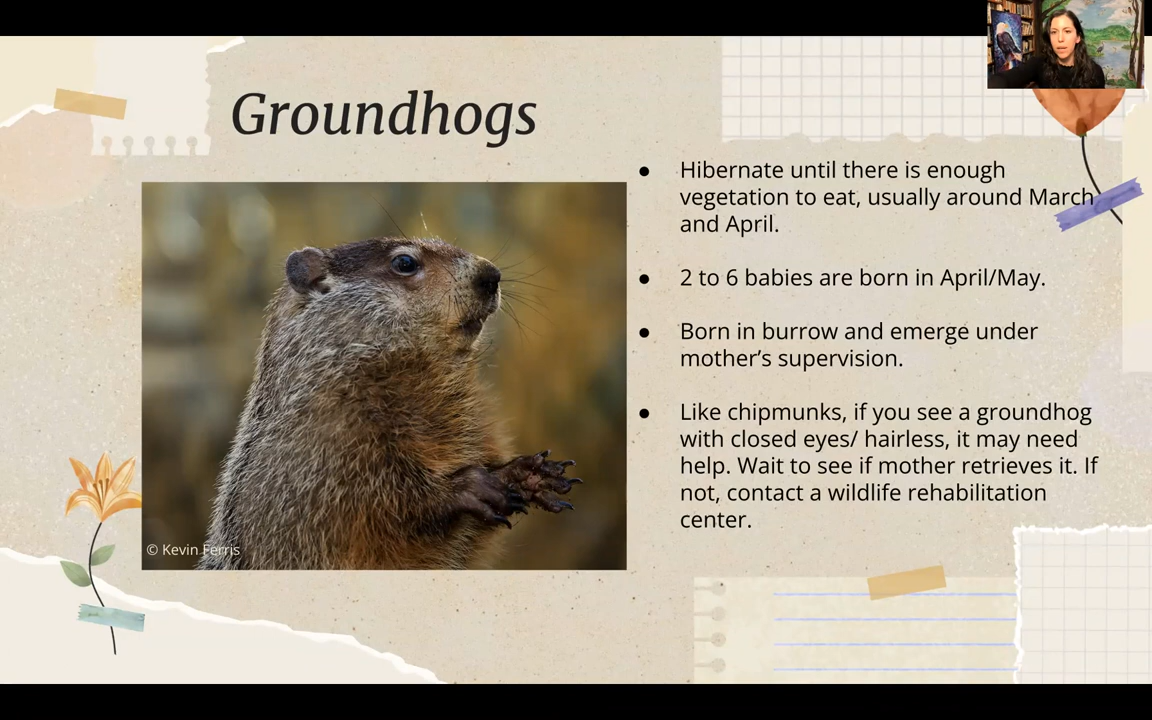 Groundhogs
● Hibernate until there is enough
vegetation to eat, usually around March
and April.
● 2 to 6 babies are born in April/May.
● Born in burrow and emerge under
mother’s supervision.
● Like chipmunks, if you see a groundhog
with closed eyes/ hairless, it may need
help. Wait to see if mother retrieves it. If
not, contact a wildlife rehabilitation
center.
© Kevin Ferris